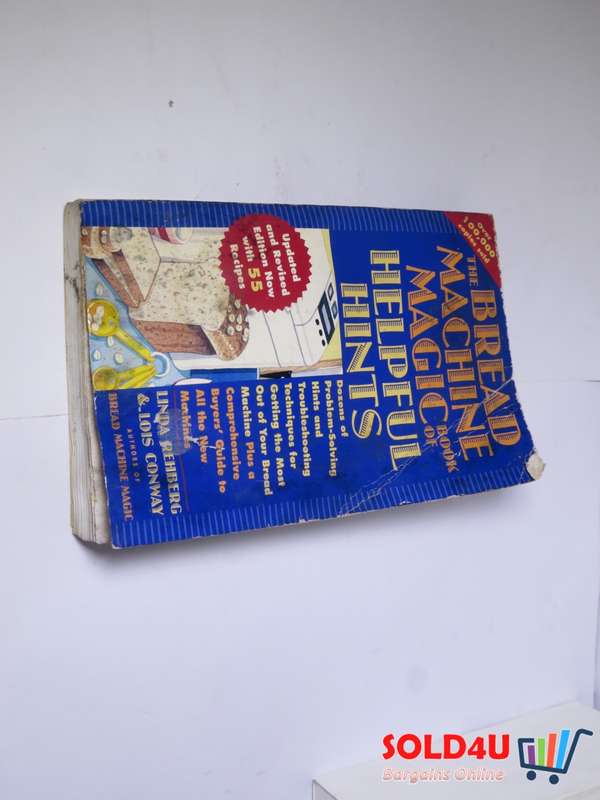 Over
100,000
copies sold
THE BREAD
MACHINE
MAGIC BOOK OF
HELPFUL
HINTS
Updated
and Revised
Edition Now
with 55
Recipes
Dozens of
Problem-Solving
Hints and
Troubleshooting
Techniques for
Getting the Most
Out of Your Bread
Machine Plus a
Comprehensive
Buyers' Guide to
All the New
Machines
LINDA REHBERG
& LOIS CONWAY
AUTHORS OF
BREAD MACHINE MAGIC
SOLD4U
Bargains Online